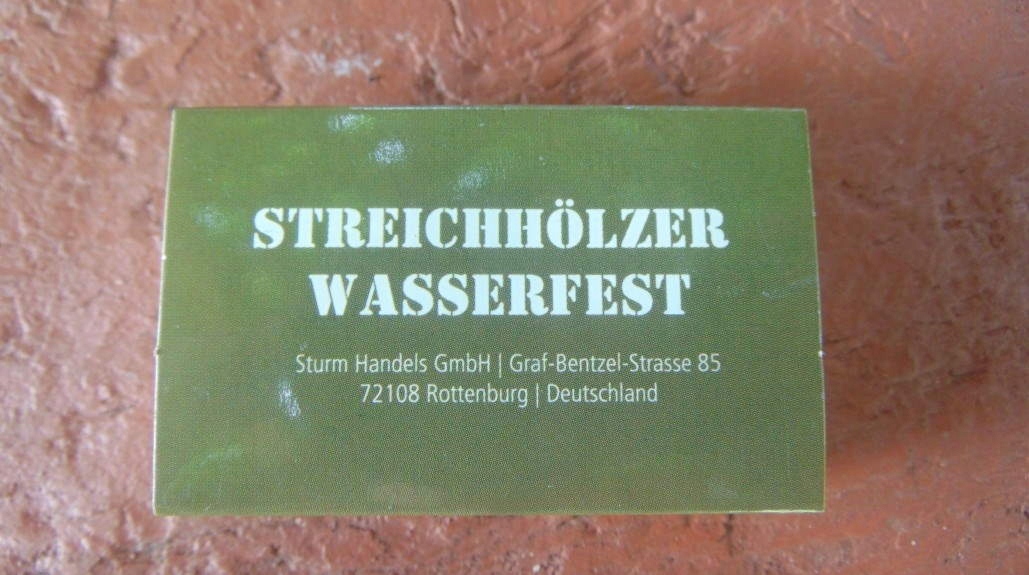 STREICHHÖLZER
WASSERFEST
Sturm Handels GmbH | Graf-Bentzel-Strasse 85
72108 Rottenburg | Deutschland